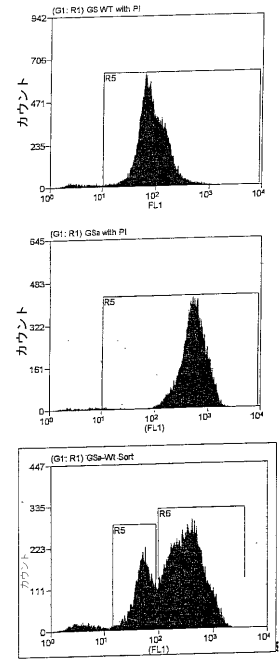 (G1: R1) GS WT with PI
942
706
471
235
0
カウント
R5
10⁰ 10¹ 10² 10³ 10⁴
FL1
(G1: R1) GSa with PI
645
483
322
161
0
カウント
R5
10⁰ 10¹ 10² 10³ 10⁴
(FL1)
(G1: R1) GSa-Wt Sort
447
335
223
111
0
カウント
R5
R6
10⁰ 10¹ 10² 10³ 10⁴
(FL1)